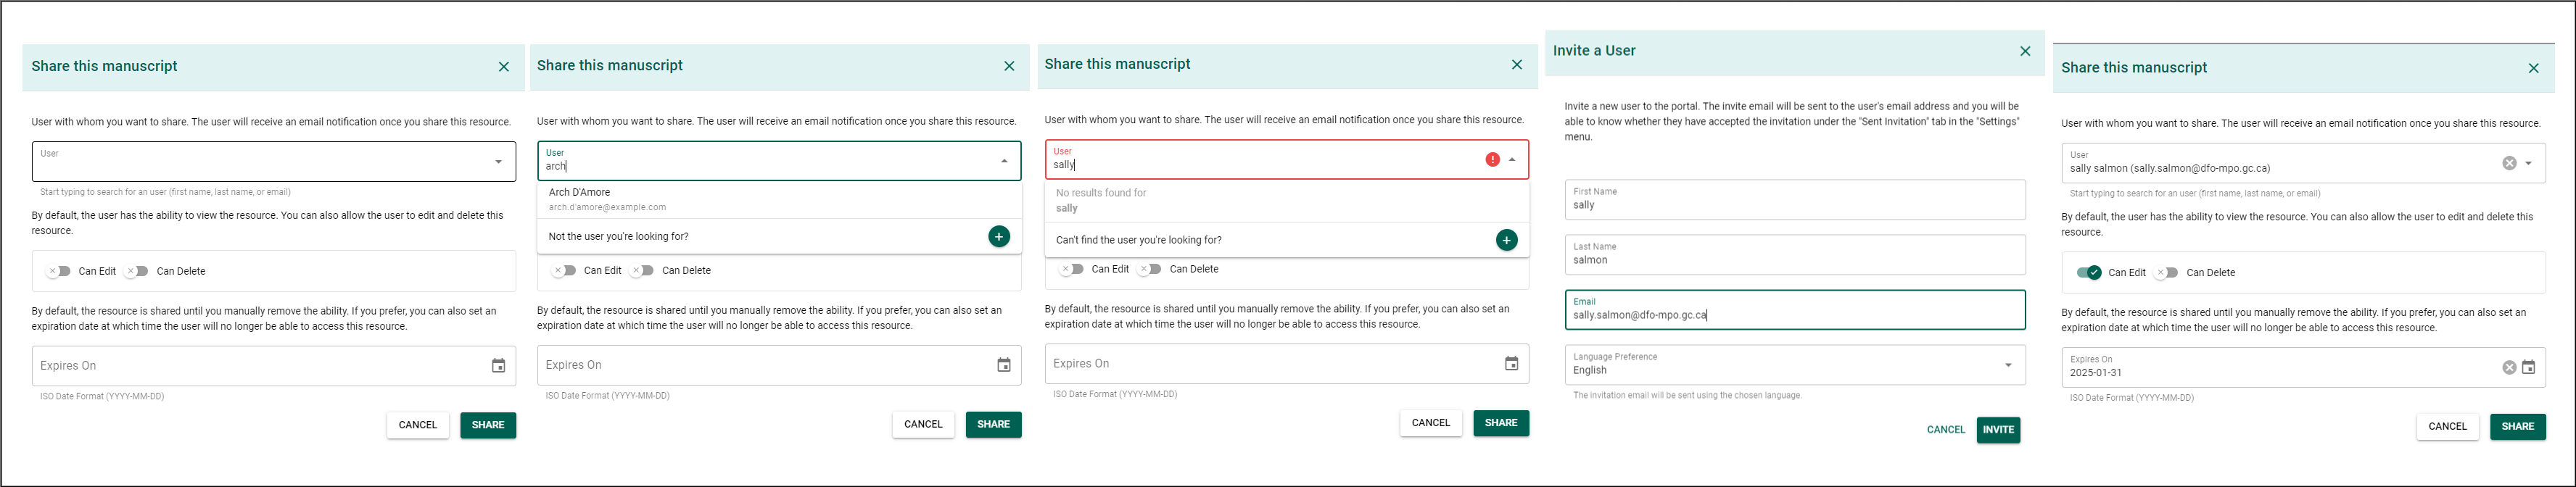 Share this manuscript
User with whom you want to share. The user will receive an email notification once you share this resource.
User
Start typing to search for an user (first name, last name, or email)
By default, the user has the ability to view the resource. You can also allow the user to edit and delete this
resource.
Can Edit Can Delete
By default, the resource is shared until you manually remove the ability. If you prefer, you can also set an
expiration date at which time the user will no longer be able to access this resource.
Expires On
ISO Date Format (YYYY-MM-DD)
CANCEL SHARE
Share this manuscript
User with whom you want to share. The user will receive an email notification once you share this resource.
User
arch
Arch D'Amore
arch.d'amore@example.com
Not the user you're looking for?
Can Edit Can Delete
By default, the resource is shared until you manually remove the ability. If you prefer, you can also set an
expiration date at which time the user will no longer be able to access this resource.
Expires On
ISO Date Format (YYYY-MM-DD)
CANCEL SHARE
Share this manuscript
User with whom you want to share. The user will receive an email notification once you share this resource.
User
sally
No results found for
sally
Can't find the user you're looking for?
Can Edit Can Delete
By default, the resource is shared until you manually remove the ability. If you prefer, you can also set an
expiration date at which time the user will no longer be able to access this resource.
Expires On
ISO Date Format (YYYY-MM-DD)
CANCEL SHARE
Invite a User
Invite a new user to the portal. The invite email will be sent to the user's email address and you will be
able to know whether they have accepted the invitation under the "Sent Invitation" tab in the "Settings"
menu.
First Name
sally
Last Name
salmon
Email
sally.salmon@dfo-mpo.gc.ca
Language Preference
English
The invitation email will be sent using the chosen language.
CANCEL INVITE
Share this manuscript
User with whom you want to share. The user will receive an email notification once you share this resource.
User
sally salmon (sally.salmon@dfo-mpo.gc.ca)
Start typing to search for an user (first name, last name, or email)
By default, the user has the ability to view the resource. You can also allow the user to edit and delete this
resource.
Can Edit Can Delete
By default, the resource is shared until you manually remove the ability. If you prefer, you can also set an
expiration date at which time the user will no longer be able to access this resource.
Expires On
2025-01-31
ISO Date Format (YYYY-MM-DD)
CANCEL SHARE